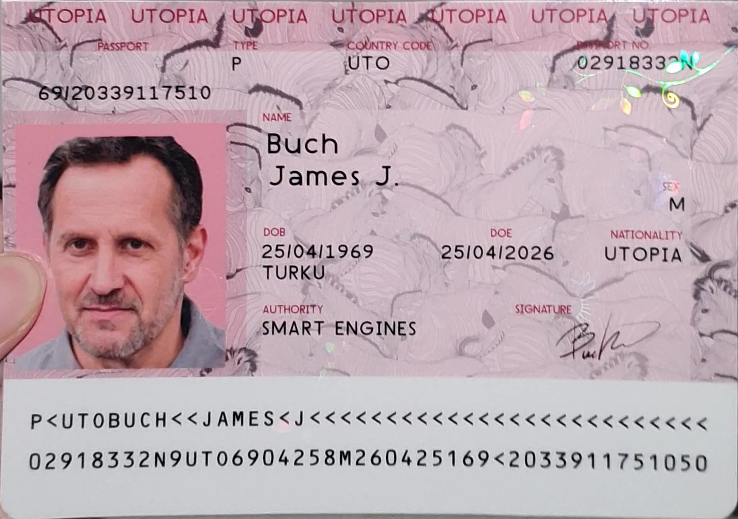 UTOPIA UTOPIA UTOPIA UTOPIA UTOPIA UTOPIA UTOPIA
PASSPORT TYPE COUNTRY CODE PASSPORT NO
P UTO 02918332N
69/20339117510
NAME
Buch
James J.
SEX
M
DOB DOE NATIONALITY
25/04/1969 25/04/2026 UTOPIA
TURKU
AUTHORITY SIGNATURE
SMART ENGINES
P<UTOBUCH<<JAMES<J<<<<<<<<<<<<<<<<<<<<<<<<<<
02918332N9UTO6904258M260425169<2033911751050